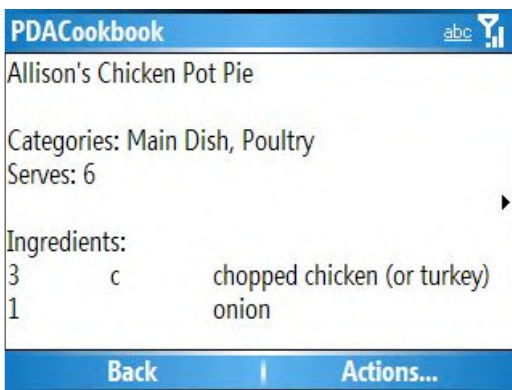 PDACookbook abc
Allison's Chicken Pot Pie
Categories: Main Dish, Poultry
Serves: 6
Ingredients:
3 c chopped chicken (or turkey)
1 onion
Back Actions...